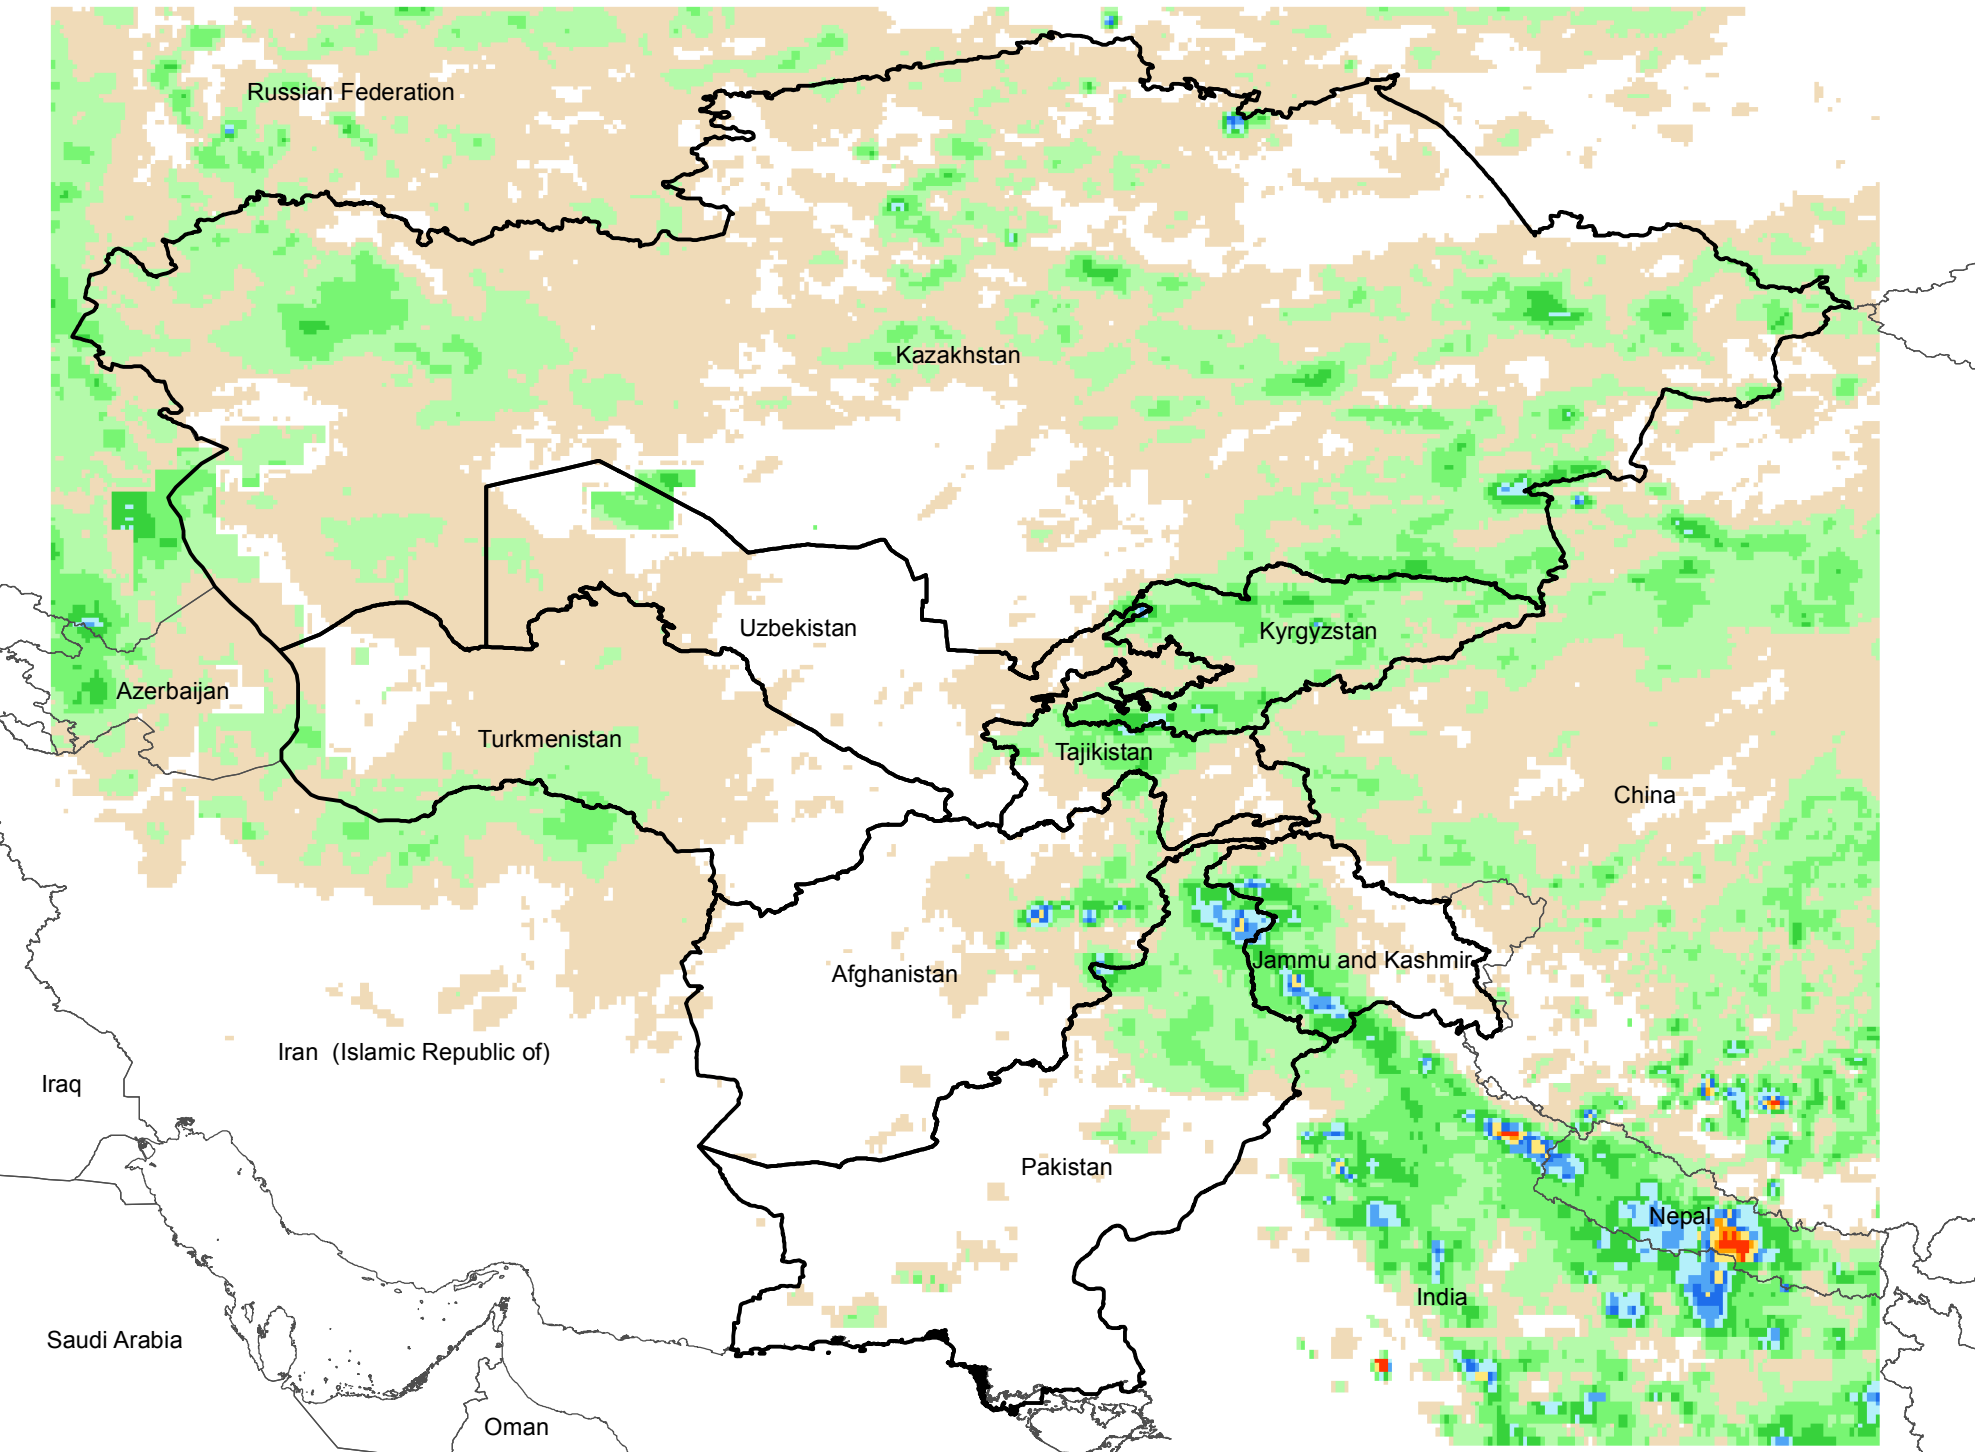 Russian Federation
Kazakhstan
Uzbekistan
Kyrgyzstan
Azerbaijan
Turkmenistan
Tajikistan
China
Afghanistan
Jammu and Kashmir
Iran  (Islamic Republic of)
Iraq
Pakistan
Nepal
India
Saudi Arabia
Oman